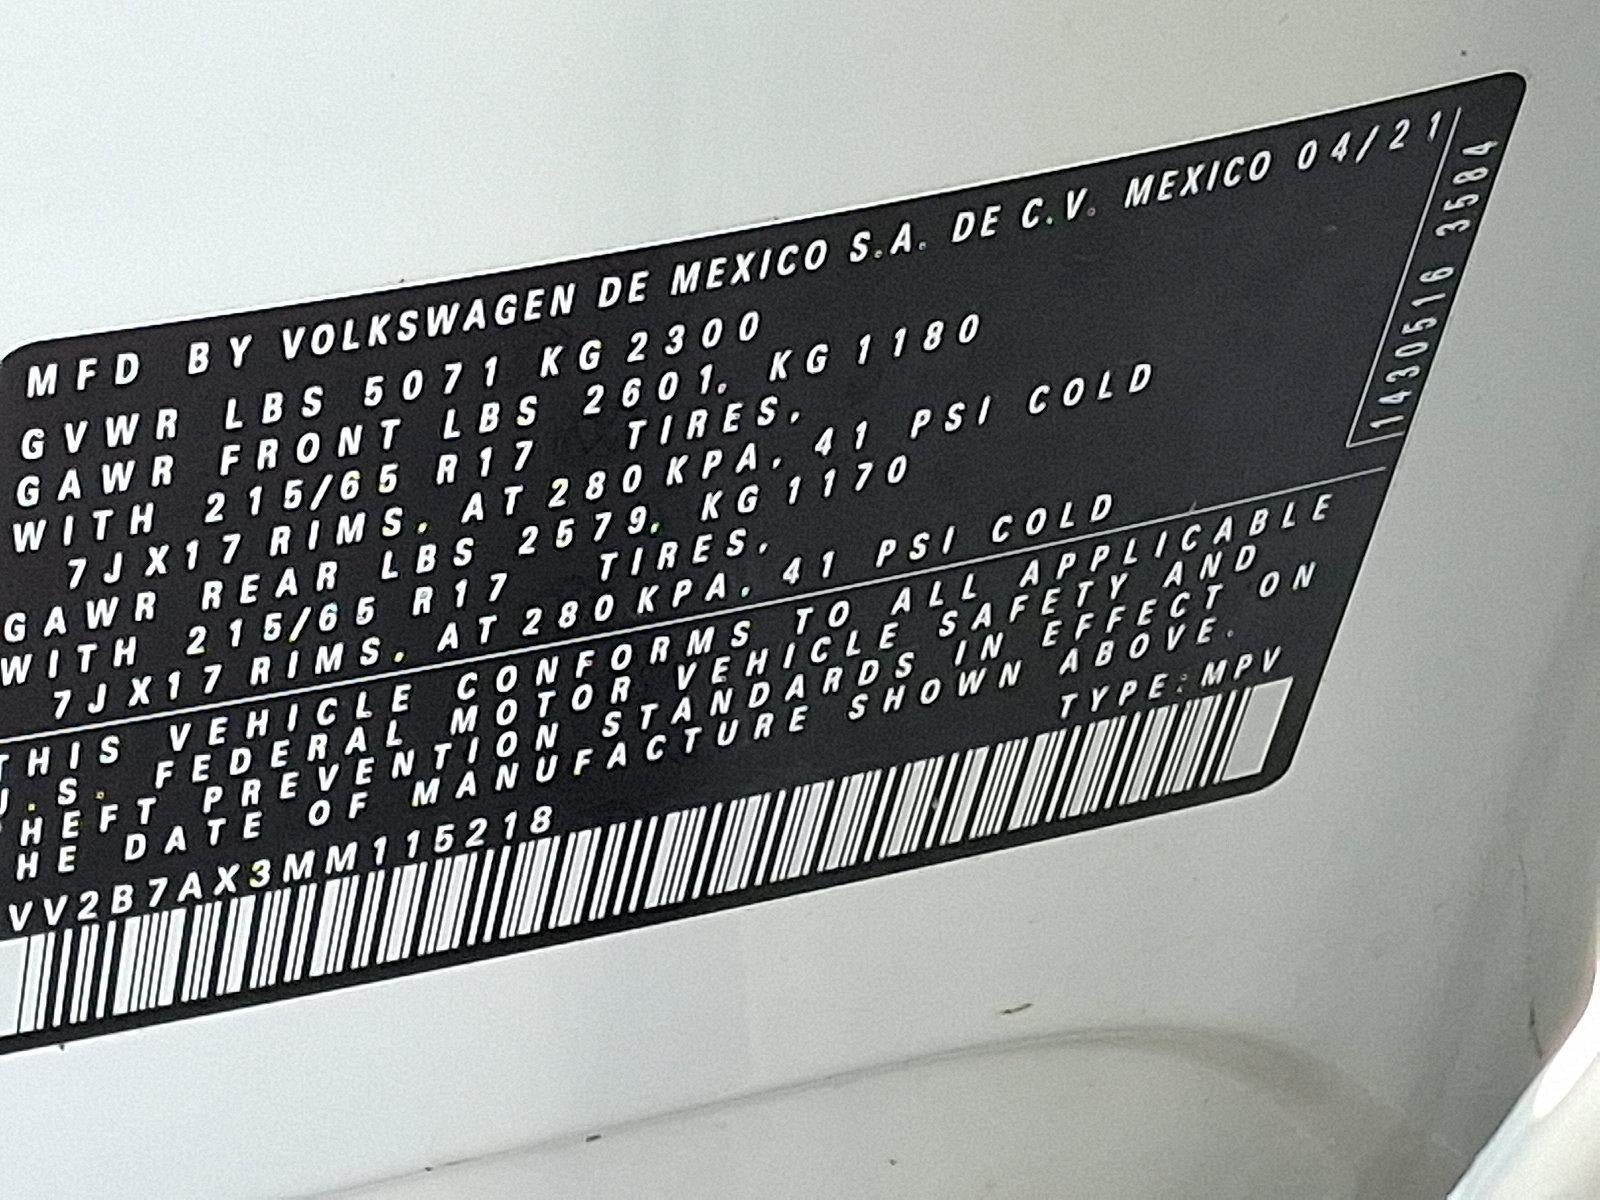 MFD BY VOLKSWAGEN DE MEXICO S.A. DE C.V. MEXICO 04/21
GVWR LBS 5071 KG 2300
GAWR FRONT LBS 2601. KG 1180
WITH 215/65 R17 TIRES.
7JX17 RIMS. AT 280 KPA. 41 PSI COLD
GAWR REAR LBS 2579. KG 1170
WITH 215/65 R17 TIRES.
7JX17 RIMS. AT 280 KPA. 41 PSI COLD
THIS VEHICLE CONFORMS TO ALL APPLICABLE
U.S. FEDERAL MOTOR VEHICLE SAFETY AND
HEFT PREVENTION STANDARDS IN EFFECT ON
HE DATE OF MANUFACTURE SHOWN ABOVE.
VV2B7AX3MM115218 TYPE: MPV
1430516 3584